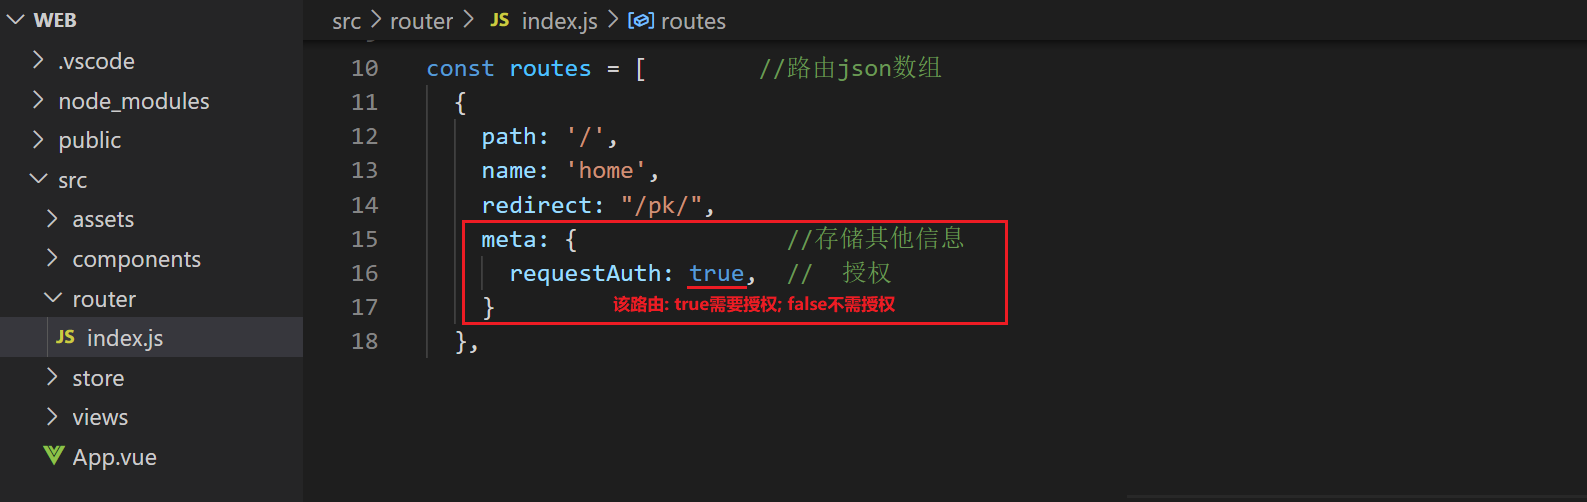 WEB
.vscode
node_modules
public
src
assets
components
router
JS index.js
store
views
App.vue
src > router > JS index.js > routes
10 const routes = [ //路由json数组
11 {
12 path: '/',
13 name: 'home',
14 redirect: "/pk/",
15 meta: { //存储其他信息
16 requestAuth: true, // 授权
17 }
该路由: true需要授权; false不需授权
18 },